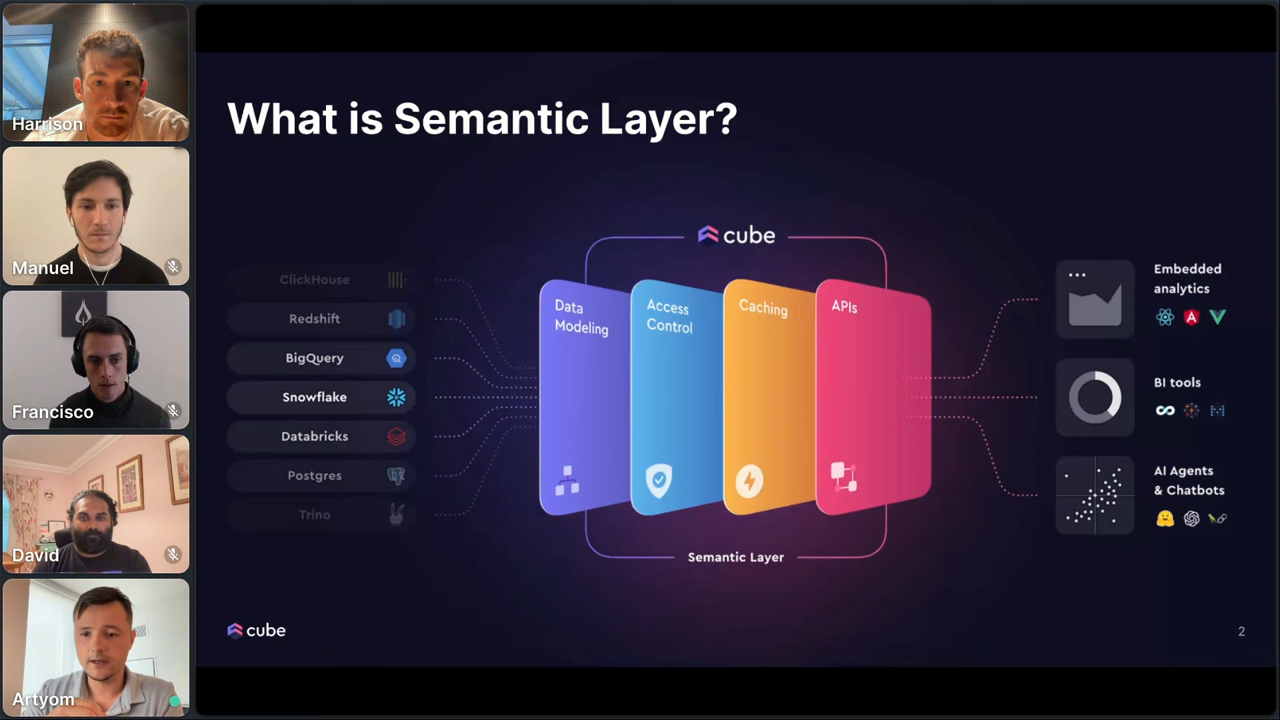 Harrison
Manuel
Francisco
David
Artyom
What is Semantic Layer?
cube
ClickHouse
Redshift
BigQuery
Snowflake
Databricks
Postgres
Trino
Data
Modeling
Access
Control
Caching
APIs
Semantic Layer
Embedded
analytics
BI tools
AI Agents
& Chatbots
cube
2